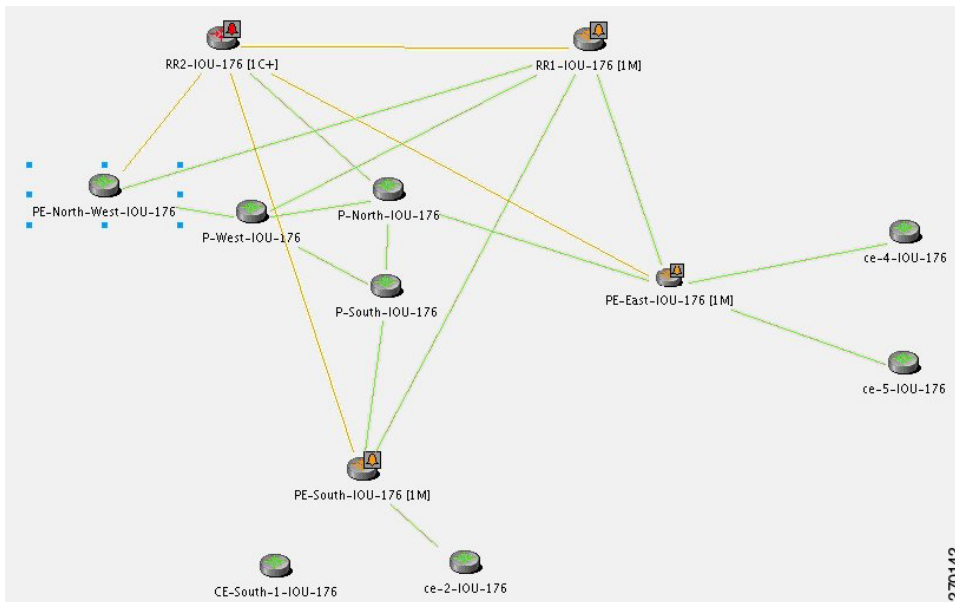 RR2-IOU-176 [1C+]
RR1-IOU-176 [1M]
PE-North-West-IOU-176
P-West-IOU-176
P-North-IOU-176
ce-4-IOU-176
PE-East-IOU-176 [1M]
P-South-IOU-176
ce-5-IOU-176
PE-South-IOU-176 [1M]
CE-South-1-IOU-176
ce-2-IOU-176
270142